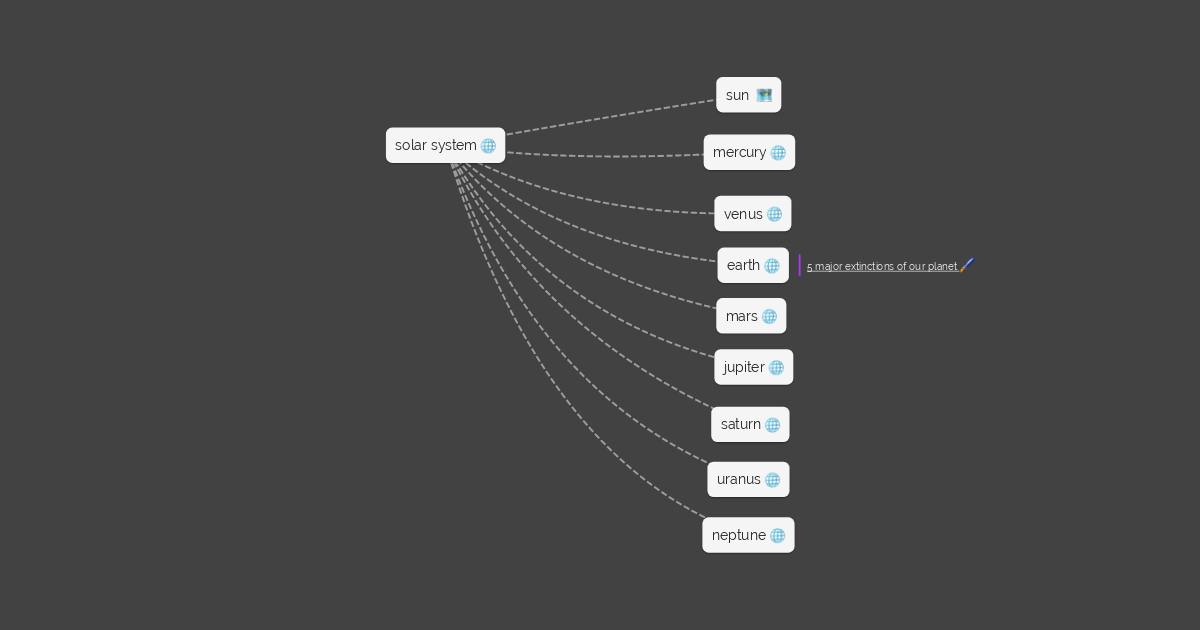 sun
solar system
mercury
venus
earth
5 major extinctions of our planet
mars
jupiter
saturn
uranus
neptune